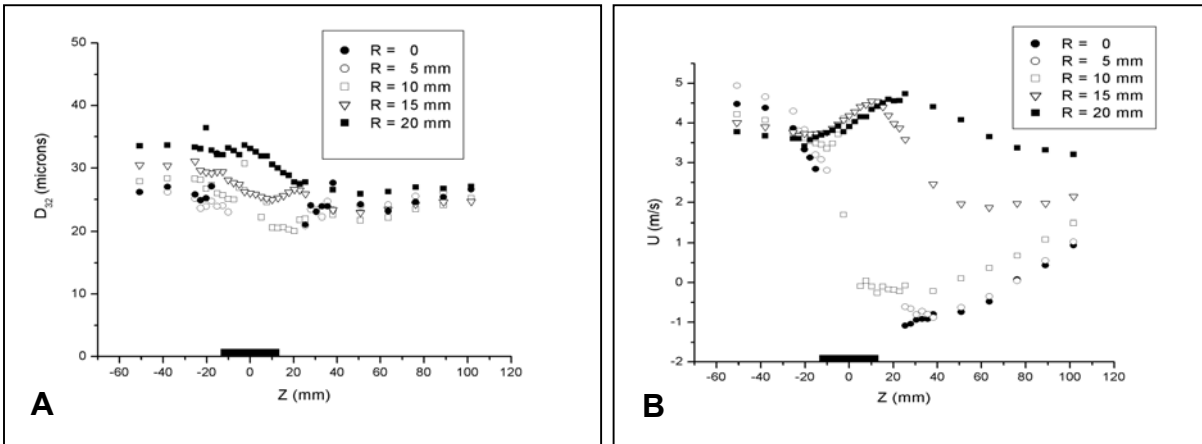 50
40
30
20
10
0
D32 (microns)
R = 0
R = 5 mm
R = 10 mm
R = 15 mm
R = 20 mm
-60 -40 -20 0 20 40 60 80 100 120
Z (mm)
A
5
4
3
2
1
0
-1
-2
U (m/s)
R = 0
R = 5 mm
R = 10 mm
R = 15 mm
R = 20 mm
-60 -40 -20 0 20 40 60 80 100 120
Z (mm)
B